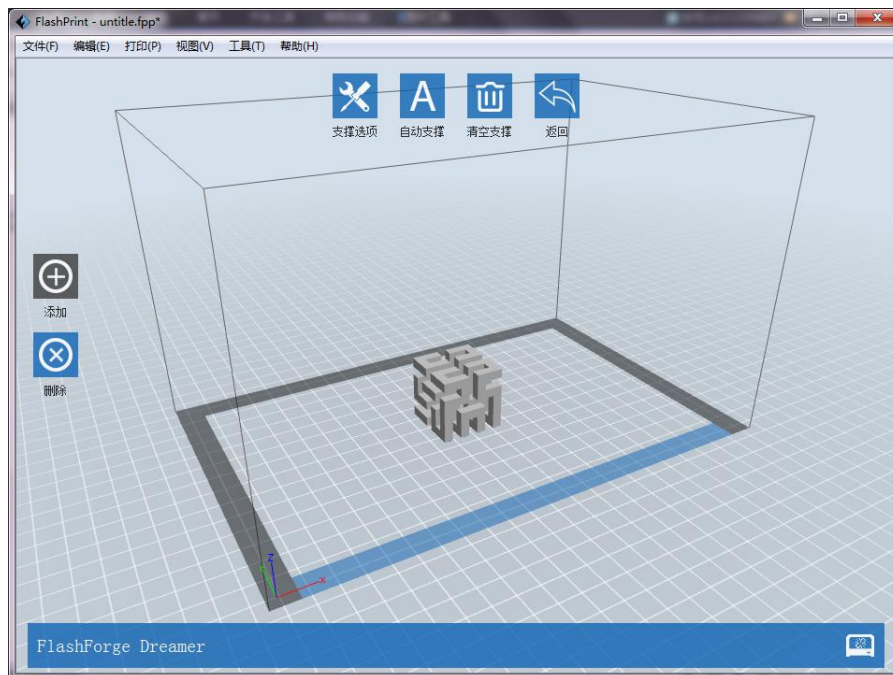 FlashPrint - untitle.fpp*
文件(F) 编辑(E) 打印(P) 视图(V) 工具(T) 帮助(H)
支撑选项 自动支撑 清空支撑 返回
A
添加
删除
Z
X
FlashForge Dreamer